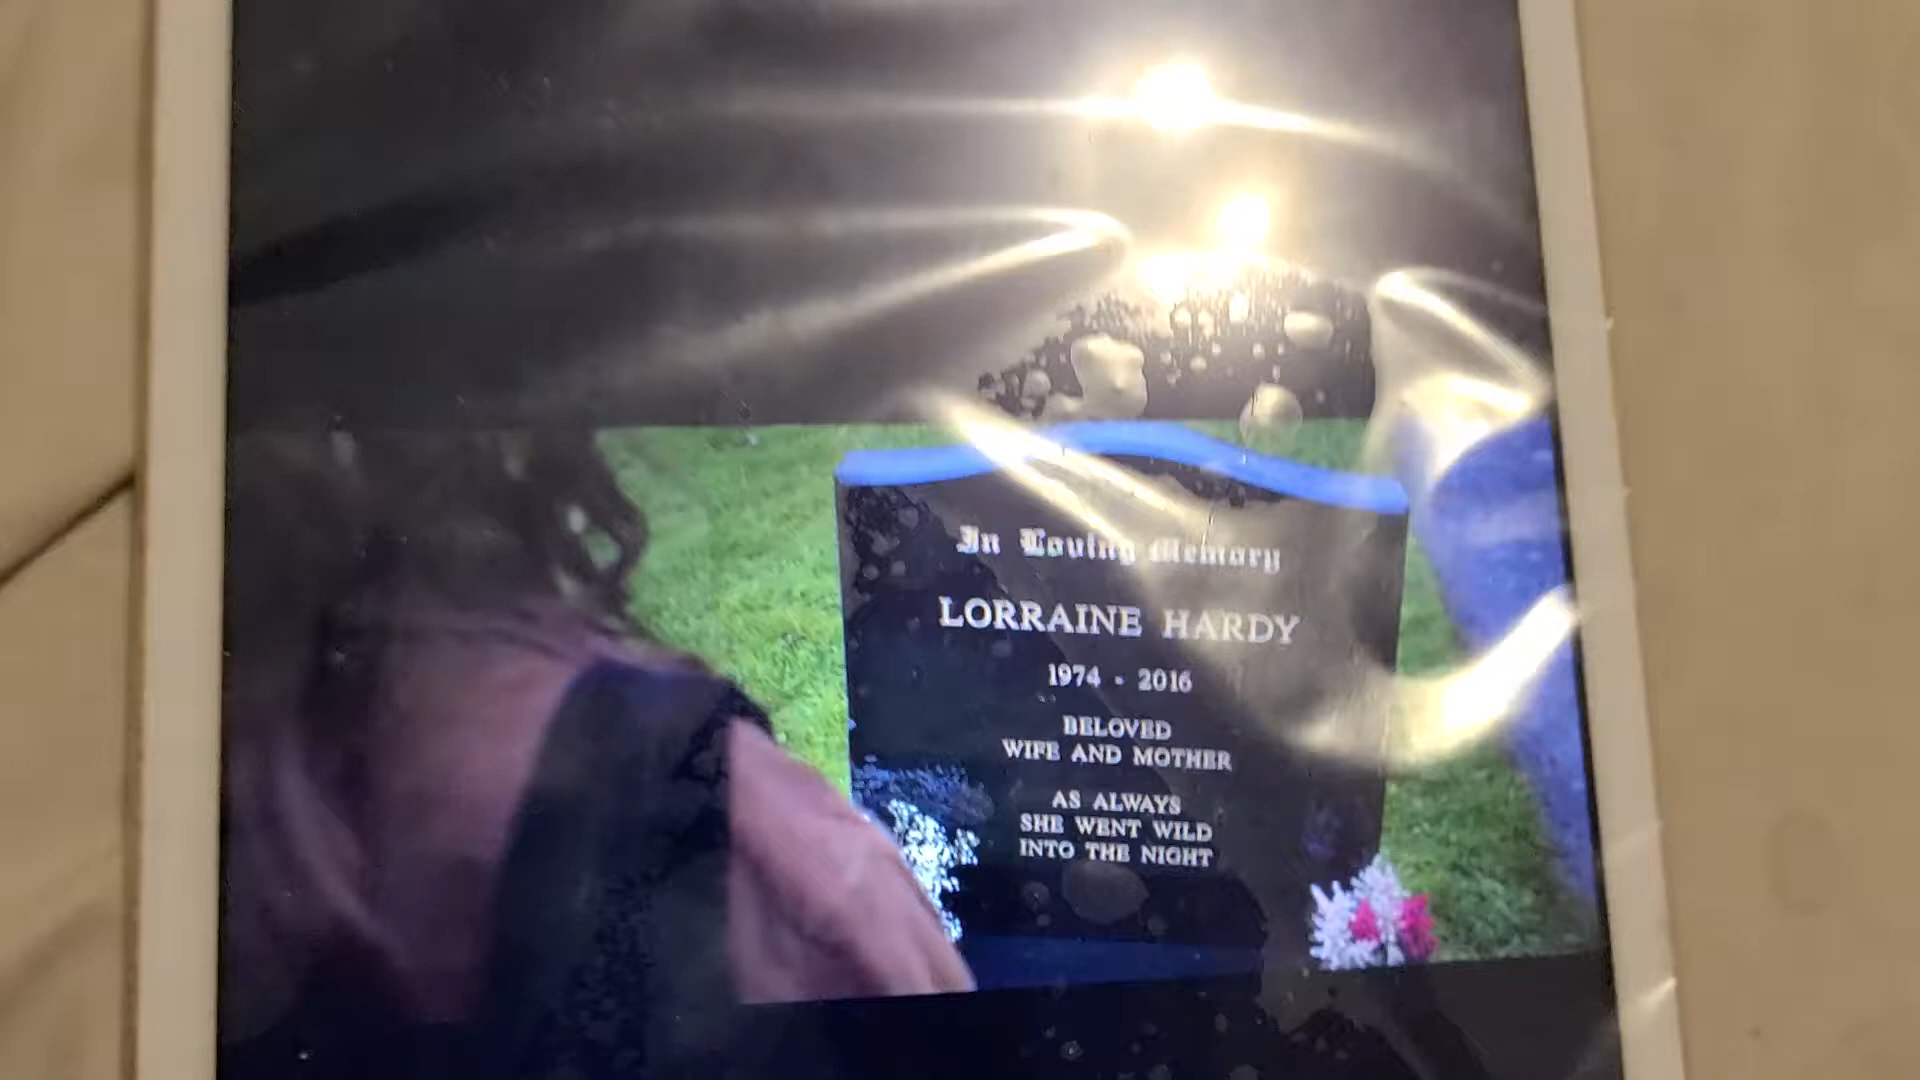 In Loving Memory
LORRAINE HARDY
1974 - 2016
BELOVED
WIFE AND MOTHER
AS ALWAYS
SHE WENT WILD
INTO THE NIGHT